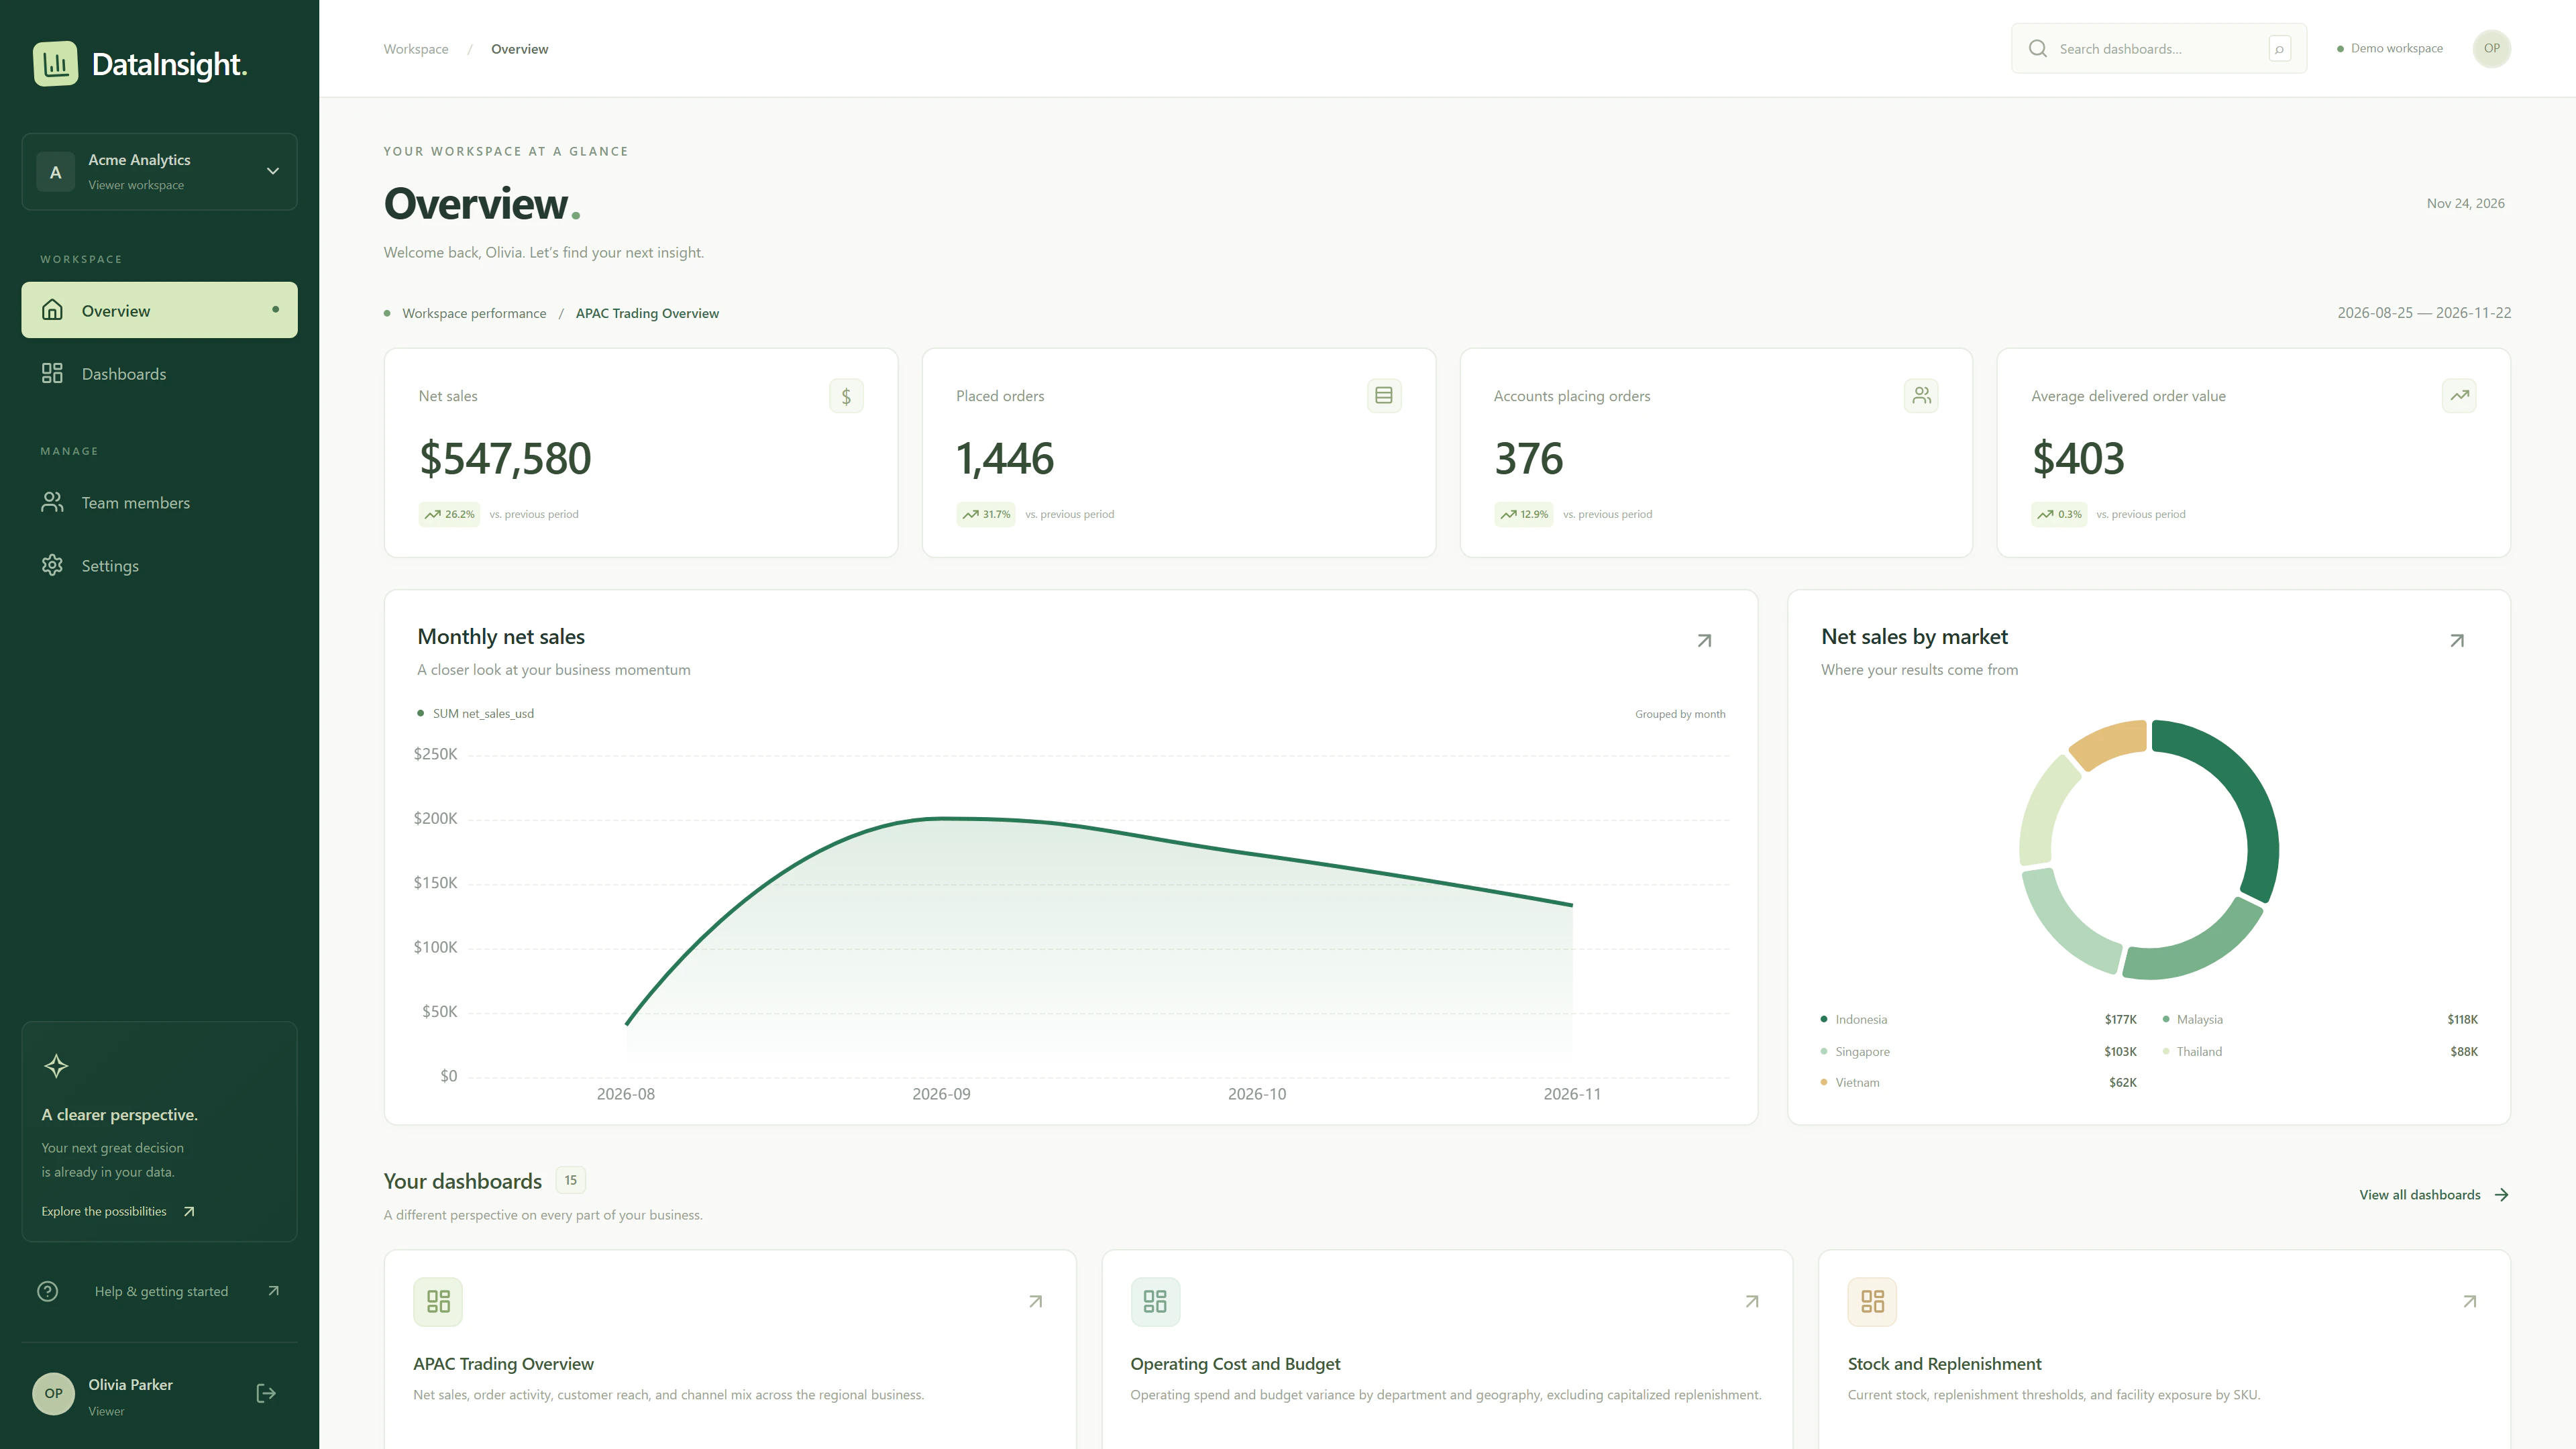 DataInsight.
A
Acme Analytics
Viewer workspace
WORKSPACE
Overview
Dashboards
MANAGE
Team members
Settings
A clearer perspective.
Your next great decision
is already in your data.
Explore the possibilities
Help & getting started
OP
Olivia Parker
Viewer
Workspace / Overview
Search dashboards...
Demo workspace
OP
YOUR WORKSPACE AT A GLANCE
Overview.
Nov 24, 2026
Welcome back, Olivia. Let's find your next insight.
Workspace performance / APAC Trading Overview
2026-08-25 — 2026-11-22
Net sales
$
$547,580
26.2% vs. previous period
Placed orders
1,446
31.7% vs. previous period
Accounts placing orders
376
12.9% vs. previous period
Average delivered order value
$403
0.3% vs. previous period
Monthly net sales
A closer look at your business momentum
SUM net_sales_usd
Grouped by month
$250K
$200K
$150K
$100K
$50K
$0
2026-08
2026-09
2026-10
2026-11
Net sales by market
Where your results come from
Indonesia $177K
Malaysia $118K
Singapore $103K
Thailand $88K
Vietnam $62K
Your dashboards 15
A different perspective on every part of your business.
View all dashboards
APAC Trading Overview
Net sales, order activity, customer reach, and channel mix across the regional business.
Operating Cost and Budget
Operating spend and budget variance by department and geography, excluding capitalized replenishment.
Stock and Replenishment
Current stock, replenishment thresholds, and facility exposure by SKU.